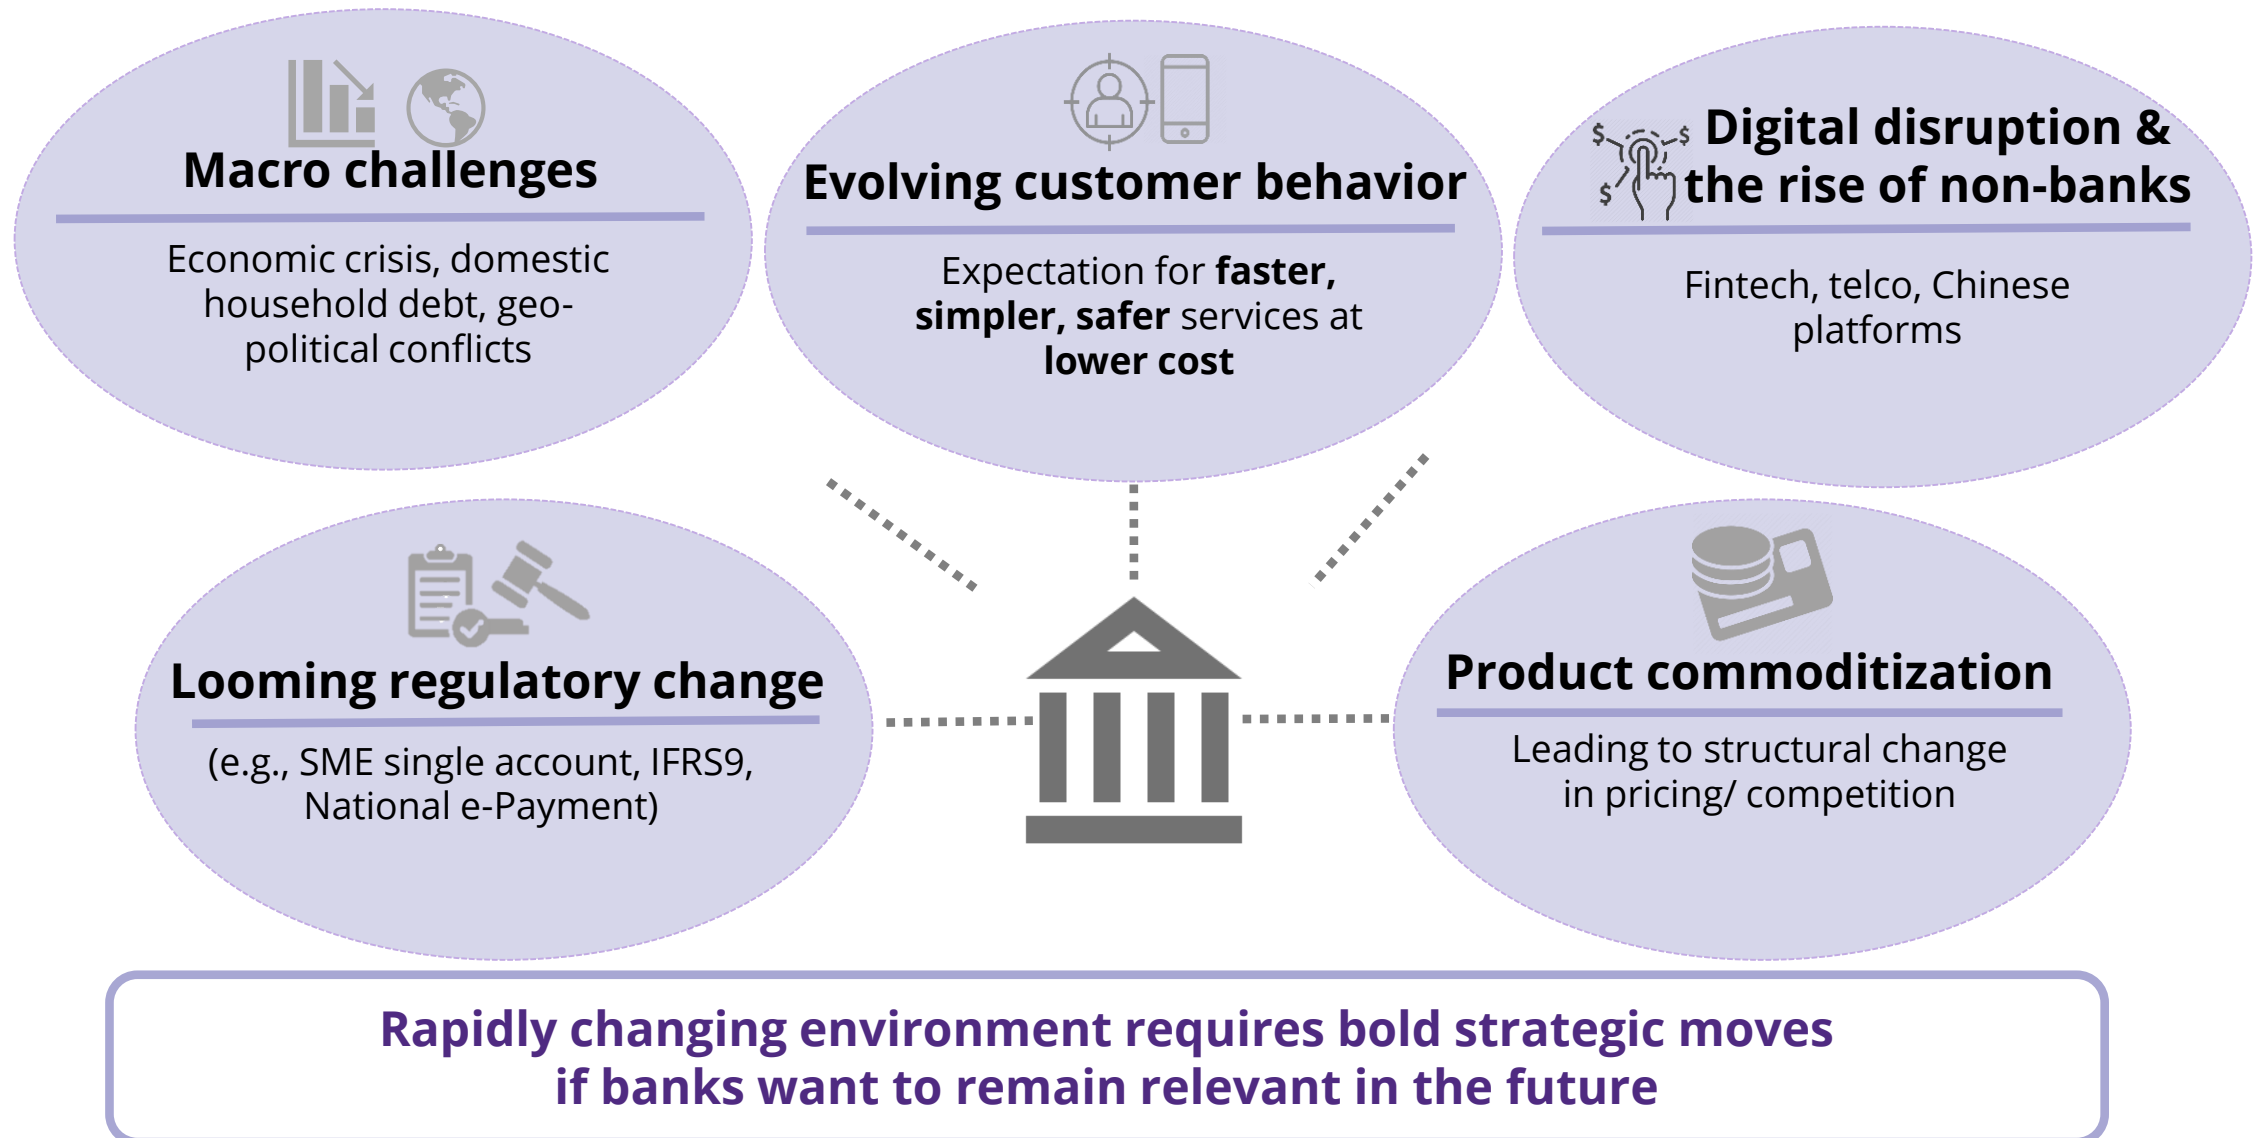 Macro challenges
Economic crisis, domestic
household debt, geo-
political conflicts
Evolving customer behavior
Expectation for faster,
simpler, safer services at
lower cost
Digital disruption &
the rise of non-banks
Fintech, telco, Chinese
platforms
Looming regulatory change
(e.g., SME single account, IFRS9,
National e-Payment)
Product commoditization
Leading to structural change
in pricing/ competition
Rapidly changing environment requires bold strategic moves
if banks want to remain relevant in the future